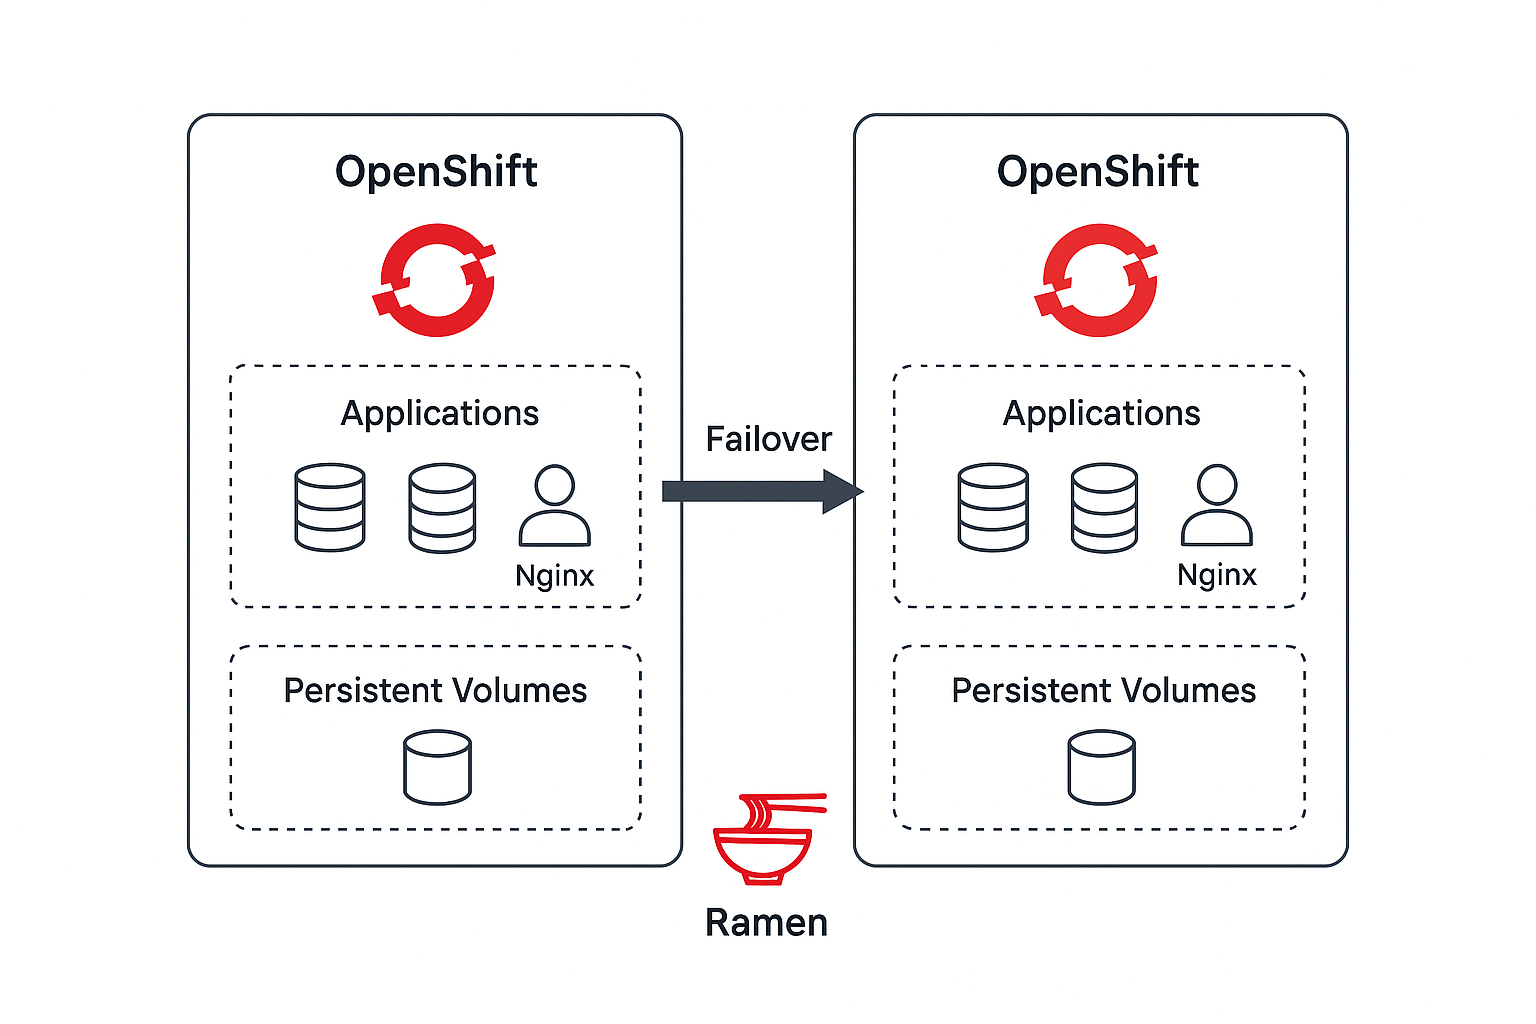 OpenShift
Applications
Nginx
Persistent Volumes
Failover
OpenShift
Applications
Nginx
Persistent Volumes
Ramen